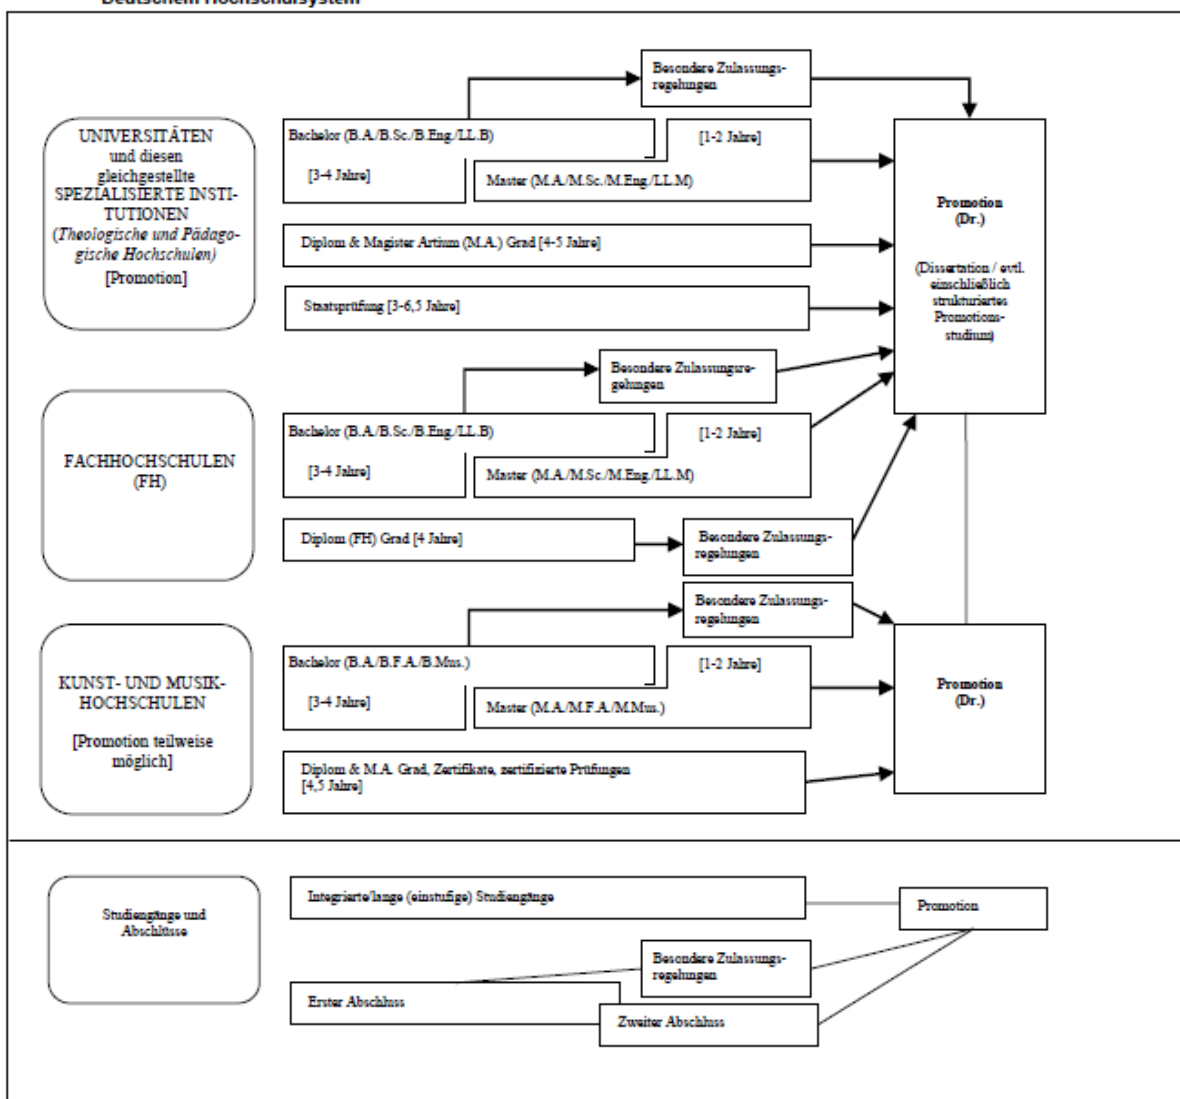 Deutschem Hochschulsystem
Besondere Zulassungs-
regelungen
UNIVERSITÄTEN
und diesen
gleichgestellte
SPEZIALISIERTE INSTI-
TUTIONEN
(Theologische und Pädago-
gische Hochschulen)
[Promotion]
Bachelor (B.A./B.Sc./B.Eng./LL.B)
[3-4 Jahre]
[1-2 Jahre]
Master (M.A./M.Sc./M.Eng./LL.M)
Diplom & Magister Artium (M.A.) Grad [4-5 Jahre]
Staatsprüfung [3-6,5 Jahre]
Promotion
(Dr.)
(Dissertation / evtl.
einschließlich
strukturiertes
Promotions-
studium)
Besondere Zulassungsre-
gelungen
FACHHOCHSCHULEN
(FH)
Bachelor (B.A./B.Sc./B.Eng./LL.B)
[3-4 Jahre]
[1-2 Jahre]
Master (M.A./M.Sc./M.Eng./LL.M)
Diplom (FH) Grad [4 Jahre]
Besondere Zulassungs-
regelungen
Besondere Zulassungs-
regelungen
KUNST- UND MUSIK-
HOCHSCHULEN
[Promotion teilweise
möglich]
Bachelor (B.A./B.F.A./B.Mus.)
[3-4 Jahre]
[1-2 Jahre]
Master (M.A./M.F.A./M.Mus.)
Diplom & M.A. Grad, Zertifikate, zertifizierte Prüfungen
[4,5 Jahre]
Promotion
(Dr.)
Studiengänge und
Abschlüsse
Integrierte/lange (einstufige) Studiengänge
Promotion
Besondere Zulassungs-
regelungen
Erster Abschluss
Zweiter Abschluss